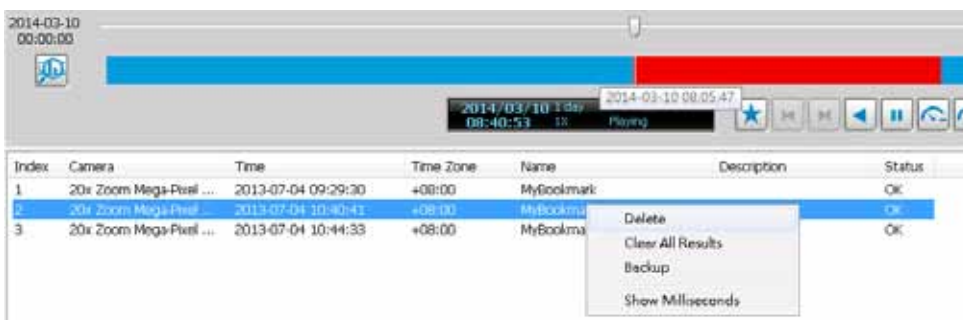 2014-03-10
00:00:00
2014-03-10 08:05:47
2014/03/10 1 day
08:40:53 1X Playing
Index Camera Time Time Zone Name Description Status
1 20x Zoom Mega-Pixel ... 2013-07-04 09:29:30 +08:00 MyBookmark OK
2 20x Zoom Mega-Pixel ... 2013-07-04 10:40:41 +08:00 MyBookma OK
3 20x Zoom Mega-Pixel ... 2013-07-04 10:44:33 +08:00 MyBookma OK
Delete
Clear All Results
Backup
Show Milliseconds